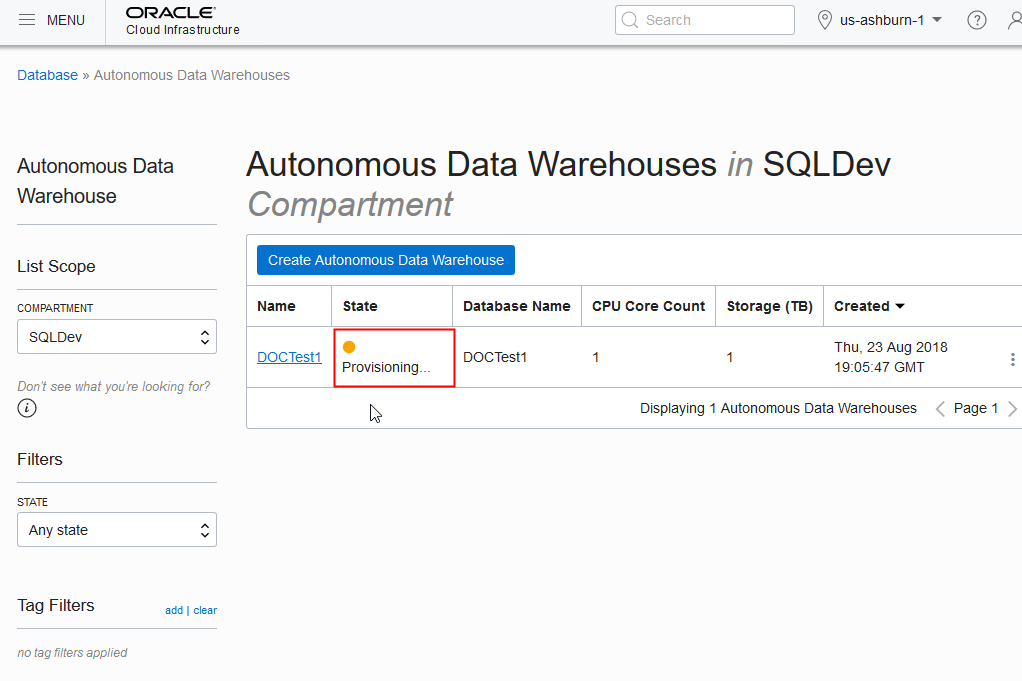 MENU
ORACLE
Cloud Infrastructure
Search
us-ashburn-1
?
Database » Autonomous Data Warehouses
Autonomous Data
Warehouse
List Scope
COMPARTMENT
SQLDev
Don't see what you're looking for?
i
Filters
STATE
Any state
Tag Filters
add | clear
no tag filters applied
Autonomous Data Warehouses in SQLDev
Compartment
Create Autonomous Data Warehouse
Name State Database Name CPU Core Count Storage (TB) Created
DOCTest1 Provisioning... DOCTest1 1 1 Thu, 23 Aug 2018
19:05:47 GMT
Displaying 1 Autonomous Data Warehouses Page 1